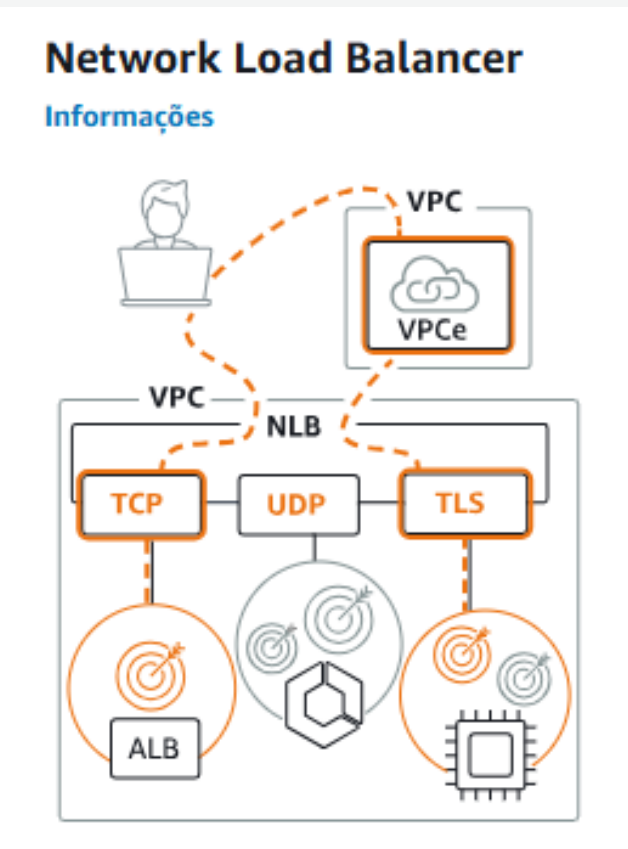 Network Load Balancer
Informações
VPC
VPCe
VPC
NLB
TCP
UDP
TLS
ALB